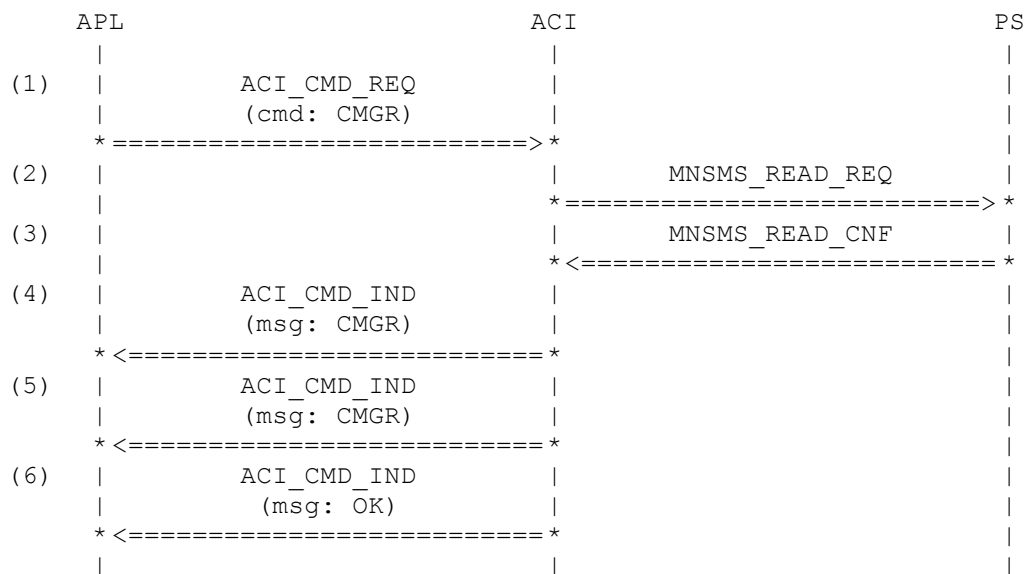 APL ACI PS
(1) ACI_CMD_REQ
(cmd: CMGR)
(2) MNSMS_READ_REQ
(3) MNSMS_READ_CNF
(4) ACI_CMD_IND
(msg: CMGR)
(5) ACI_CMD_IND
(msg: CMGR)
(6) ACI_CMD_IND
(msg: OK)